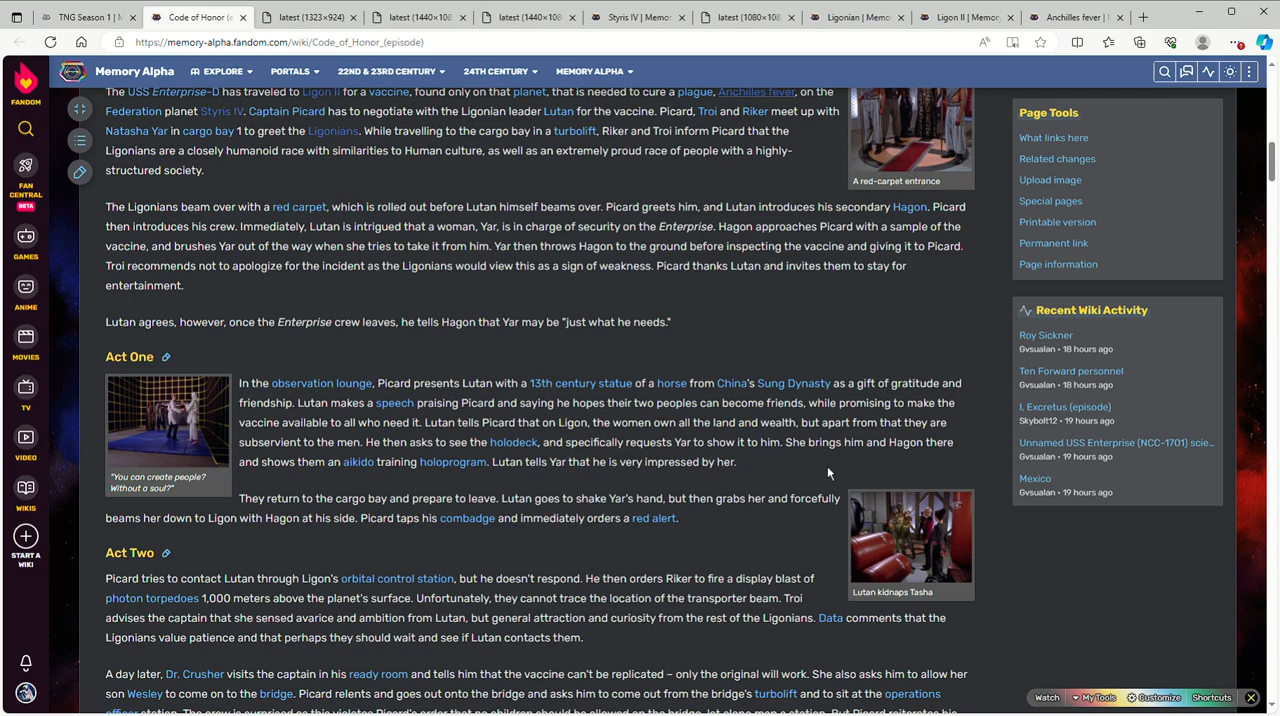 TNG Season 1 | M
Code of Honor (e
latest (1323×924)
latest (1440×108
latest (1440×108
Styris IV | Memor
latest (1080×108
Ligonian | Memo
Ligon II | Memory
Achilles fever |
https://memory-alpha.fandom.com/wiki/Code_of_Honor_(episode)
FANDOM
Memory Alpha
EXPLORE
PORTALS
22ND & 23RD CENTURY
24TH CENTURY
MEMORY ALPHA
FAN
CENTRAL
BETA
GAMES
ANIME
MOVIES
TV
VIDEO
WIKIS
START A
WIKI
The USS Enterprise-D has traveled to Ligon II for a vaccine, found only on that planet, that is needed to cure a plague, Anchilles fever, on the
Federation planet Styris IV. Captain Picard has to negotiate with the Ligonian leader Lutan for the vaccine. Picard, Troi and Riker meet up with
Natasha Yar in cargo bay 1 to greet the Ligonians. While travelling to the cargo bay in a turbolift, Riker and Troi inform Picard that the
Ligonians are a closely humanoid race with similarities to Human culture, as well as an extremely proud race of people with a highly-
structured society.
A red-carpet entrance
The Ligonians beam over with a red carpet, which is rolled out before Lutan himself beams over. Picard greets him, and Lutan introduces his secondary Hagon. Picard
then introduces his crew. Immediately, Lutan is intrigued that a woman, Yar, is in charge of security on the Enterprise. Hagon approaches Picard with a sample of the
vaccine, and brushes Yar out of the way when she tries to take it from him. Yar then throws Hagon to the ground before inspecting the vaccine and giving it to Picard.
Troi recommends not to apologize for the incident as the Ligonians would view this as a sign of weakness. Picard thanks Lutan and invites them to stay for
entertainment.
Lutan agrees, however, once the Enterprise crew leaves, he tells Hagon that Yar may be "just what he needs."
Act One
In the observation lounge, Picard presents Lutan with a 13th century statue of a horse from China's Sung Dynasty as a gift of gratitude and
friendship. Lutan makes a speech praising Picard and saying he hopes their two peoples can become friends, while promising to make the
vaccine available to all who need it. Lutan tells Picard that on Ligon, the women own all the land and wealth, but apart from that they are
subservient to the men. He then asks to see the holodeck, and specifically requests Yar to show it to him. She brings him and Hagon there
and shows them an aikido training holoprogram. Lutan tells Yar that he is very impressed by her.
"You can create people?
Without a soul?"
They return to the cargo bay and prepare to leave. Lutan goes to shake Yar's hand, but then grabs her and forcefully
beams her down to Ligon with Hagon at his side. Picard taps his combadge and immediately orders a red alert.
Lutan kidnaps Tasha
Act Two
Picard tries to contact Lutan through Ligon's orbital control station, but he doesn't respond. He then orders Riker to fire a display blast of
photon torpedoes 1,000 meters above the planet's surface. Unfortunately, they cannot trace the location of the transporter beam. Troi
advises the captain that she sensed avarice and ambition from Lutan, but general attraction and curiosity from the rest of the Ligonians. Data comments that the
Ligonians value patience and that perhaps they should wait and see if Lutan contacts them.
A day later, Dr. Crusher visits the captain in his ready room and tells him that the vaccine can't be replicated – only the original will work. She also asks him to allow her
son Wesley to come on to the bridge. Picard relents and goes out onto the bridge and asks him to come out from the bridge's turbolift and to sit at the operations
Page Tools
What links here
Related changes
Upload image
Special pages
Printable version
Permanent link
Page information
Recent Wiki Activity
Roy Sickner
Gvsualan • 18 hours ago
Ten Forward personnel
Gvsualan • 18 hours ago
I, Excretus (episode)
Skybolt12 • 19 hours ago
Unnamed USS Enterprise (NCC-1701) scie...
Gvsualan • 19 hours ago
Mexico
Gvsualan • 19 hours ago
Watch
My Tools
Customize
Shortcuts